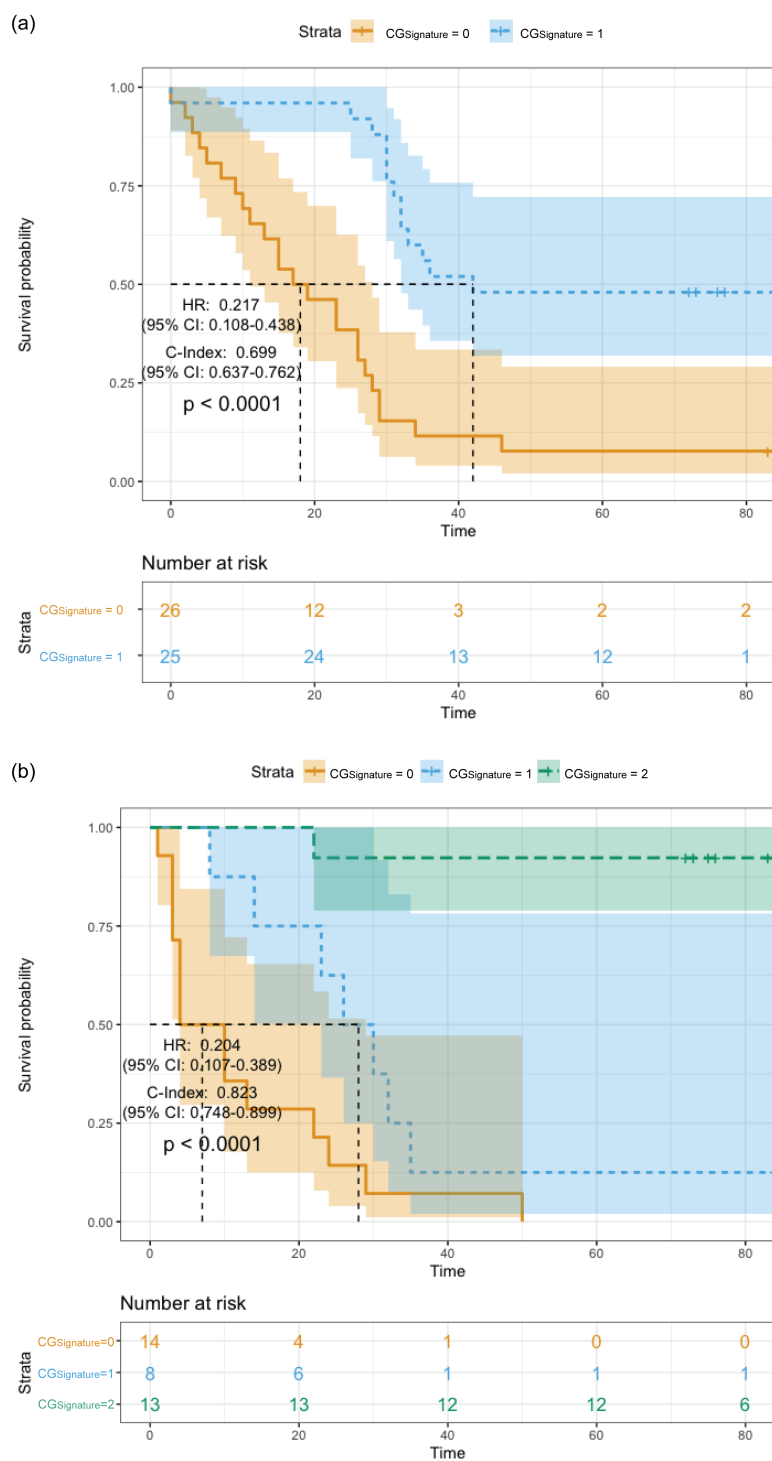 (a)
Strata CGSignature = 0 CGSignature = 1
1.00
0.75
0.50
0.25
0.00
Survival probability
HR: 0.217
(95% CI: 0.108-0.438)
C-Index: 0.699
(95% CI: 0.637-0.762)
p < 0.0001
0 20 40 60 80
Time
Number at risk
Strata
CGSignature = 0 26 12 3 2 2
CGSignature = 1 25 24 13 12 1
0 20 40 60 80
Time
(b)
Strata CGSignature = 0 CGSignature = 1 CGSignature = 2
1.00
0.75
0.50
0.25
0.00
Survival probability
HR: 0.204
(95% CI: 0.107-0.389)
C-Index: 0.823
(95% CI: 0.748-0.899)
p < 0.0001
0 20 40 60 80
Time
Number at risk
Strata
CGSignature=0 14 4 1 0 0
CGSignature=1 8 6 1 1 1
CGSignature=2 13 13 12 12 6
0 20 40 60 80
Time